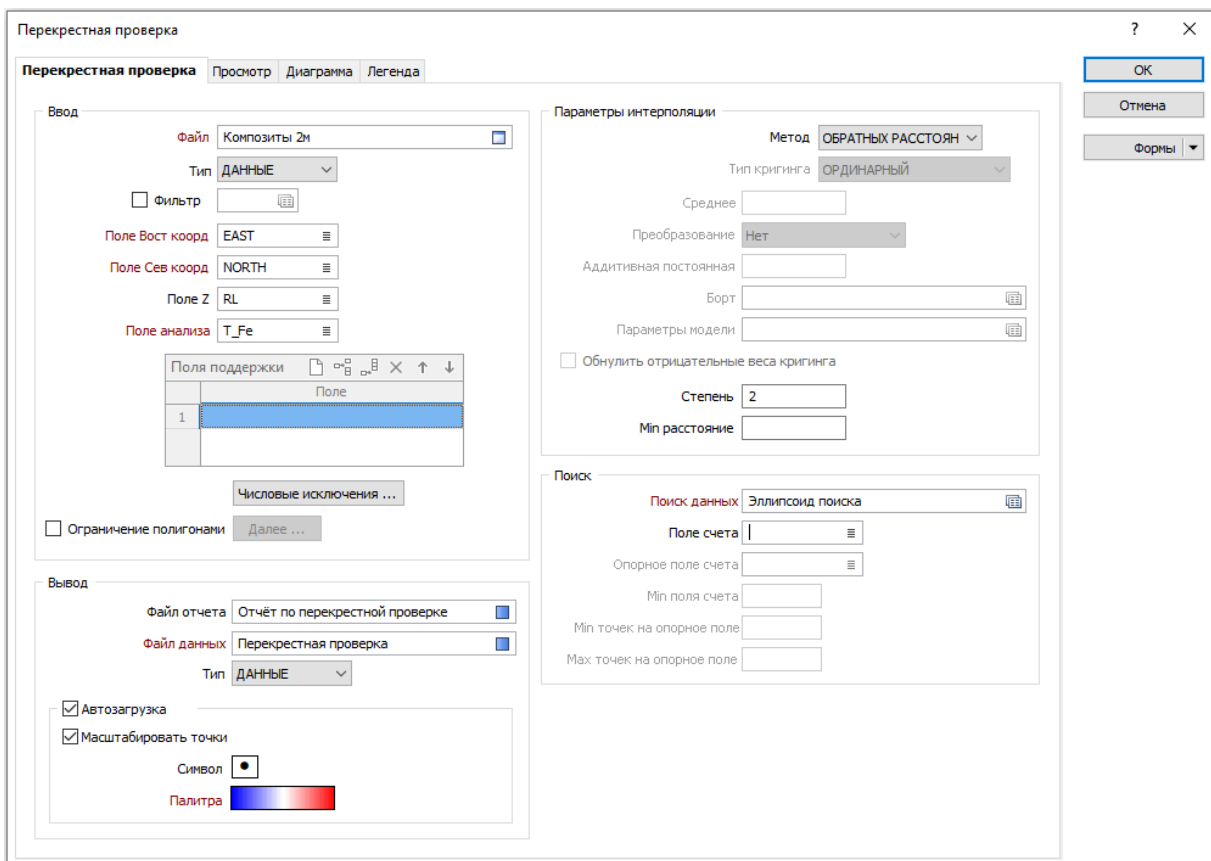 Перекрестная проверка
?
Перекрестная проверка Просмотр Диаграмма Легенда
ОК
Отмена
Формы
Ввод
Файл Композиты 2м
Тип ДАННЫЕ
Фильтр
Поле Вост коорд EAST
Поле Сев коорд NORTH
Поле Z RL
Поле анализа T_Fe
Поля поддержки
Поле
1
Числовые исключения ...
Ограничение полигонами Далее ...
Вывод
Файл отчета Отчёт по перекрестной проверке
Файл данных Перекрестная проверка
Тип ДАННЫЕ
Автозагрузка
Масштабировать точки
Символ
Палитра
Параметры интерполяции
Метод ОБРАТНЫХ РАССТОЯН
Тип кригинга ОРДИНАРНЫЙ
Среднее
Преобразование Нет
Аддитивная постоянная
Борт
Параметры модели
Обнулить отрицательные веса кригинга
Степень 2
Min расстояние
Поиск
Поиск данных Эллипсоид поиска
Поле счета
Опорное поле счета
Min поля счета
Min точек на опорное поле
Max точек на опорное поле